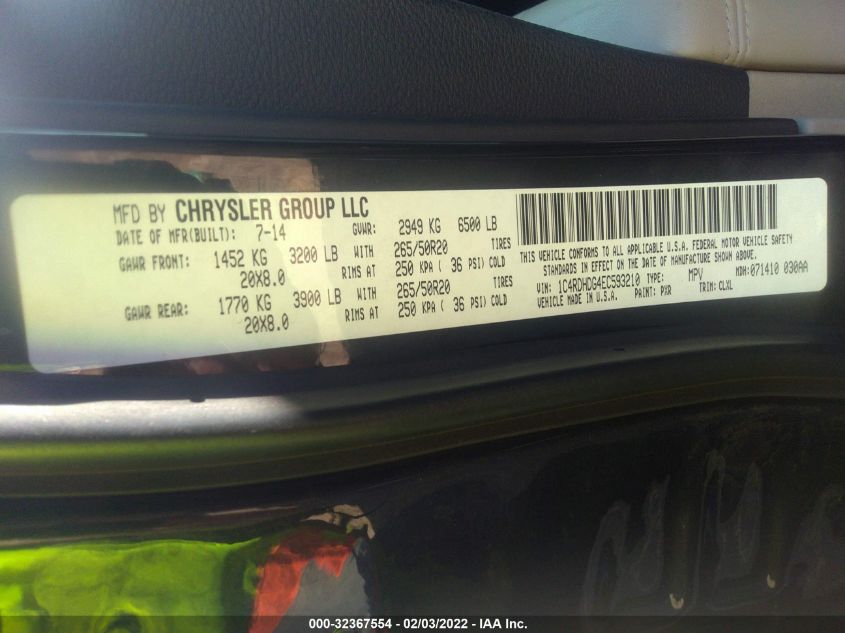 MFD BY CHRYSLER GROUP LLC
DATE OF MFR(BUILT): 7-14 GVWR: 2949 KG 6500 LB
GAWR FRONT: 1452 KG 3200 LB WITH 265/50R20 TIRES
20X8.0 RIMS AT 250 KPA ( 36 PSI) COLD
GAWR REAR: 1770 KG 3900 LB WITH 265/50R20 TIRES
20X8.0 RIMS AT 250 KPA ( 36 PSI) COLD
THIS VEHICLE CONFORMS TO ALL APPLICABLE U.S.A. FEDERAL MOTOR VEHICLE SAFETY
STANDARDS IN EFFECT ON THE DATE OF MANUFACTURE SHOWN ABOVE.
MDH:071410 030AA
VIN: 1C4RDHDG4EC593210 TYPE: MPV
VEHICLE MADE IN U.S.A. PAINT: PXR TRIM: CLXL
000-32367554 - 02/03/2022 - IAA Inc.